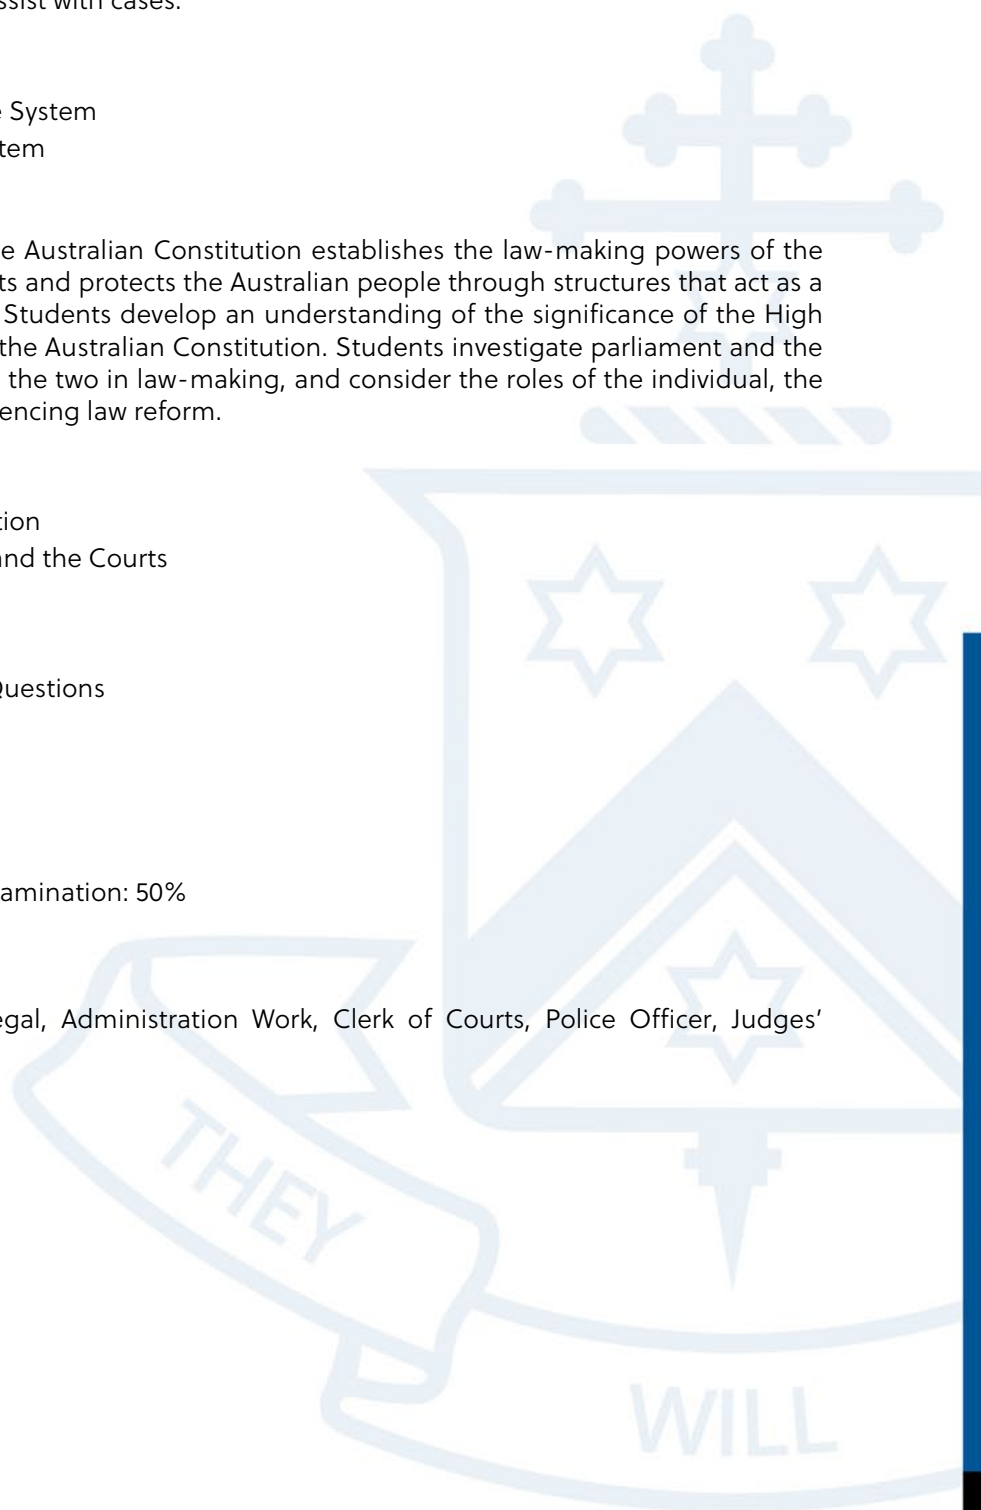 ssist with cases.
e System
tem
e Australian Constitution establishes the law-making powers of the
ts and protects the Australian people through structures that act as a
Students develop an understanding of the significance of the High
the Australian Constitution. Students investigate parliament and the
the two in law-making, and consider the roles of the individual, the
encing law reform.
tion
and the Courts
Questions
amination: 50%
egal, Administration Work, Clerk of Courts, Police Officer, Judges’
THEY
WILL